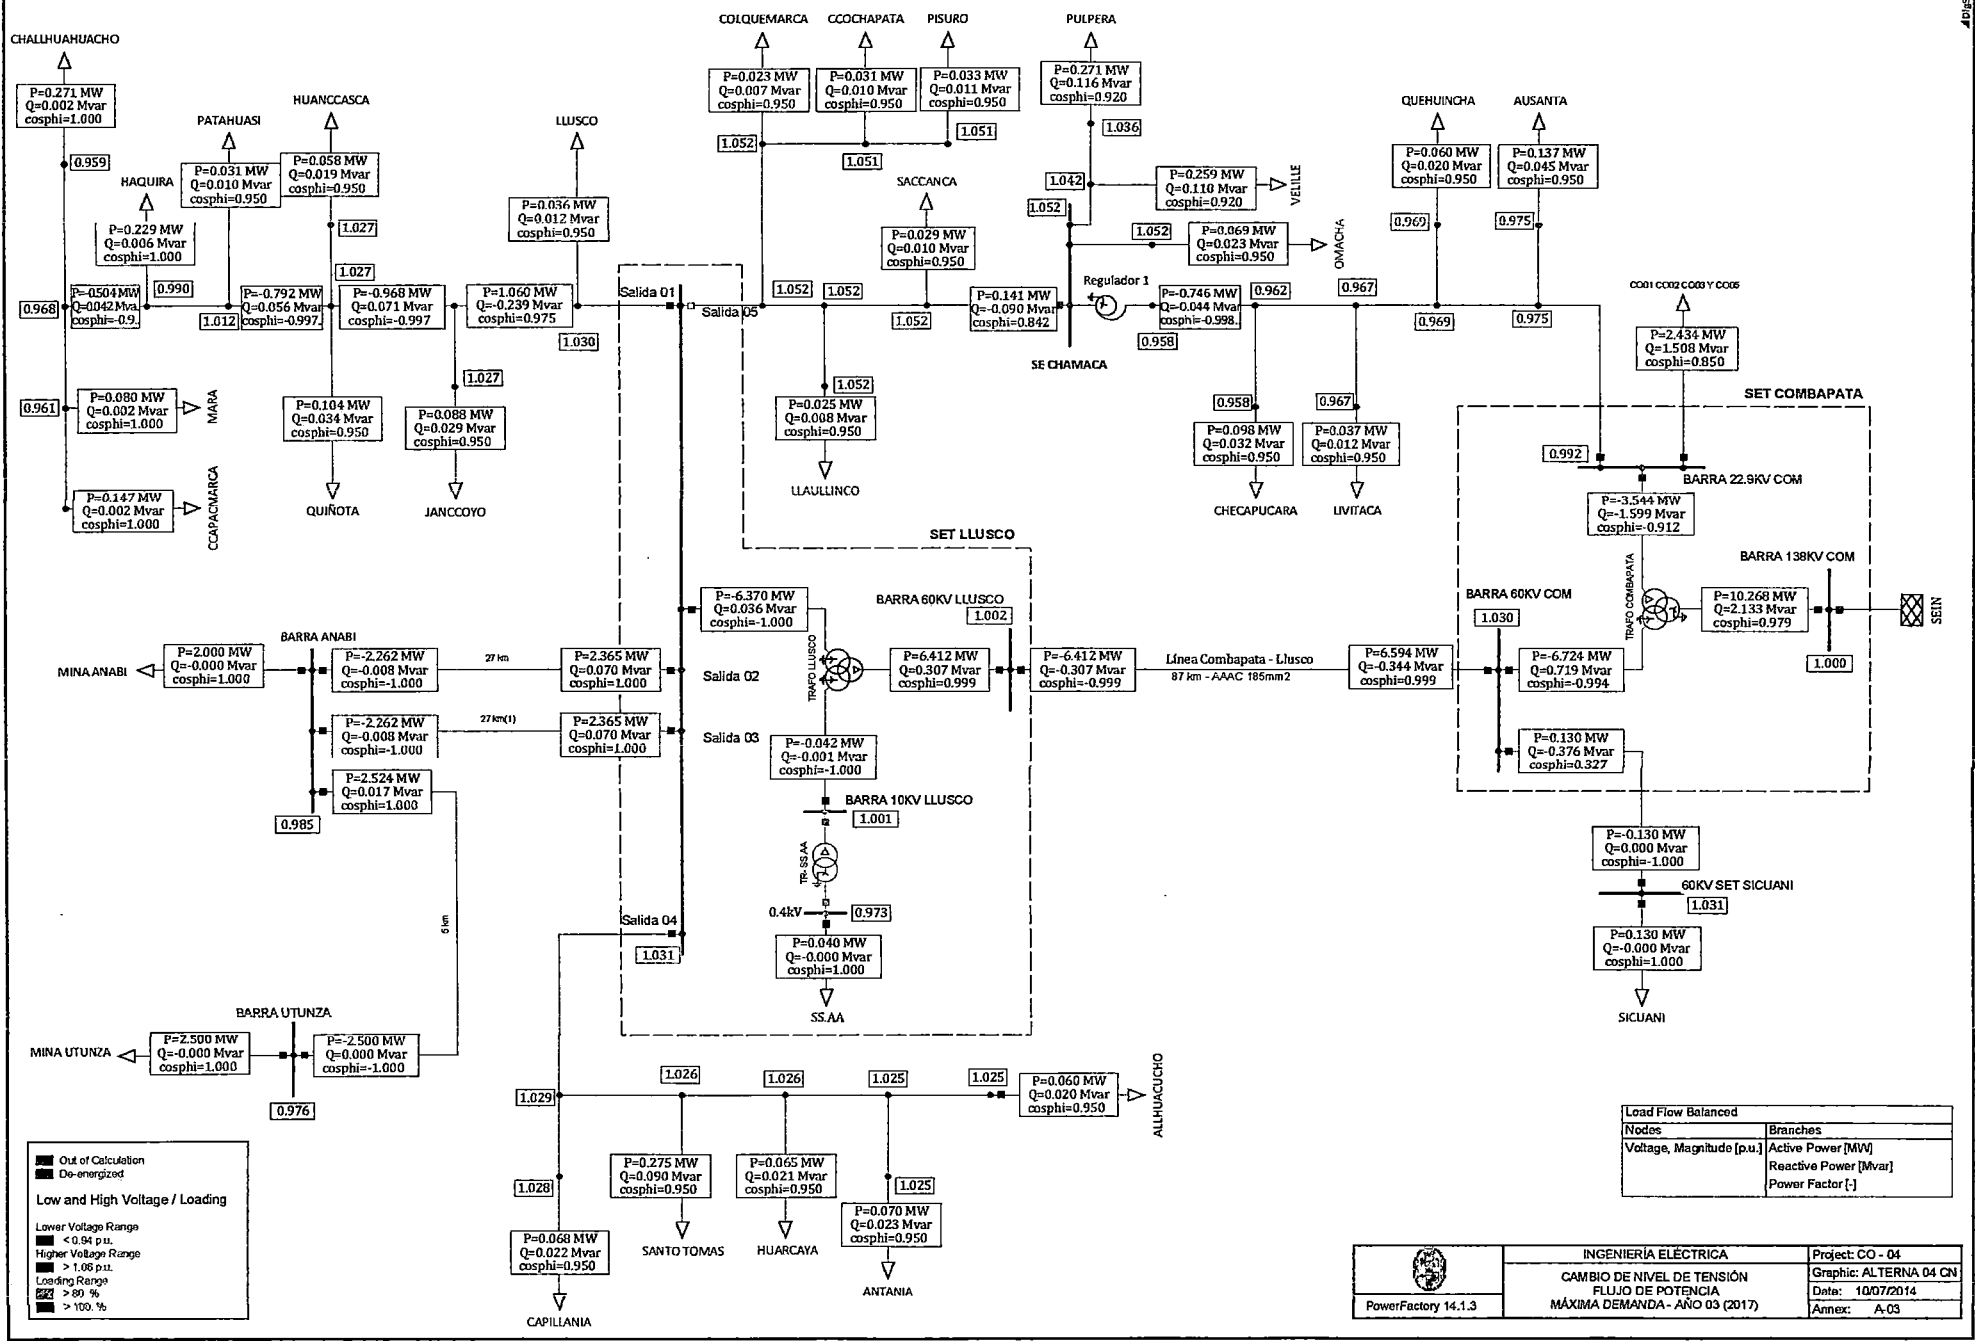 COLQUEMARCA
CCOCHAPATA
PISURO
PULPERA
CHALLHUAHUACHO
P=0.271 MW
Q=0.002 Mvar
cosphi=1.000
0.959
HUANCCASCA
PATAHUASI
HAQUIRA
P=0.031 MW
Q=0.010 Mvar
cosphi=0.950
P=0.058 MW
Q=0.019 Mvar
cosphi=0.950
P=0.229 MW
Q=0.006 Mvar
cosphi=1.000
1.027
LLUSCO
P=0.036 MW
Q=0.012 Mvar
cosphi=0.950
P=0.023 MW
Q=0.007 Mvar
cosphi=0.950
P=0.031 MW
Q=0.010 Mvar
cosphi=0.950
P=0.033 MW
Q=0.011 Mvar
cosphi=0.950
1.052
1.051
1.051
P=0.271 MW
Q=0.116 Mvar
cosphi=0.920
1.036
1.042
P=0.259 MW
Q=0.110 Mvar
cosphi=0.920
VELILLE
1.052
1.052
P=0.069 MW
Q=0.023 Mvar
cosphi=0.950
OMACHA
SACCANCA
P=0.029 MW
Q=0.010 Mvar
cosphi=0.950
QUEHUINCHA
AUSANTA
P=0.060 MW
Q=0.020 Mvar
cosphi=0.950
P=0.137 MW
Q=0.045 Mvar
cosphi=0.950
0.969
0.975
0.968
P=-0.504 MW
Q=0.042 Mvar
cosphi=-0.9..
0.990
1.012
P=-0.792 MW
Q=0.056 Mvar
cosphi=-0.997.
1.027
P=-0.968 MW
Q=0.071 MW
cosphi=-0.997
P=1.060 MW
Q=-0.239 Mvar
cosphi=0.975
1.030
Salida 01
Salida 05
1.052
1.052
1.052
P=0.141 MW
Q=-0.090 Mvar
cosphi=0.842
SE CHAMACA
Regulador 1
P=-0.746 MW
Q=-0.044 Mvar
cosphi=-0.998.
0.958
0.962
0.967
0.969
0.975
C001 C002 C003 Y C005
P=2.434 MW
Q=1.508 Mvar
cosphi=0.850
0.961
P=0.080 MW
Q=0.002 Mvar
cosphi=1.000
MARA
P=0.147 MW
Q=0.002 Mvar
cosphi=1.000
CCAPACMARCA
P=0.104 MW
Q=0.034 Mvar
cosphi=0.950
QUIÑOTA
1.027
P=0.088 MW
Q=0.029 Mvar
cosphi=0.950
JANCCOYO
1.052
P=0.025 MW
Q=0.008 Mvar
cosphi=0.950
LLAULLINCO
0.958
P=0.098 MW
Q=0.032 Mvar
cosphi=0.950
CHECAPUCARA
0.967
P=0.037 MW
Q=0.012 Mvar
cosphi=0.950
LIVITACA
SET COMBAPATA
0.992
BARRA 22.9KV COM
P=-3.544 MW
Q=-1.599 Mvar
cosphi=-0.912
TRAFO COMBAPATA
BARRA 138KV COM
P=10.268 MW
Q=2.133 Mvar
cosphi=0.979
1.000
SEIN
BARRA 60KV COM
1.030
P=-6.724 MW
Q=0.719 Mvar
cosphi=-0.994
P=0.130 MW
Q=-0.376 Mvar
cosphi=0.327
P=-0.130 MW
Q=0.000 Mvar
cosphi=-1.000
60KV SET SICUANI
1.031
P=0.130 MW
Q=-0.000 Mvar
cosphi=1.000
SICUANI
SET LLUSCO
P=-6.370 MW
Q=0.036 Mvar
cosphi=-1.000
TRAFO LLUSCO
BARRA 60KV LLUSCO
1.002
P=6.412 MW
Q=0.307 Mvar
cosphi=0.999
P=-6.412 MW
Q=-0.307 Mvar
cosphi=-0.999
Línea Combapata - Llusco
87 km - AAAC 185mm2
P=6.594 MW
Q=-0.344 Mvar
cosphi=0.999
MINA ANABI
P=2.000 MW
Q=-0.000 Mvar
cosphi=1.000
BARRA ANABI
P=-2.262 MW
Q=-0.008 Mvar
cosphi=-1.000
27 km
P=2.365 MW
Q=0.070 Mvar
cosphi=1.000
Salida 02
P=-2.262 MW
Q=-0.008 Mvar
cosphi=-1.000
27 km(1)
P=2.365 MW
Q=0.070 Mvar
cosphi=1.000
Salida 03
P=2.524 MW
Q=0.017 Mvar
cosphi=1.000
0.985
P=-0.042 MW
Q=-0.001 Mvar
cosphi=-1.000
BARRA 10KV LLUSCO
1.001
TR-SS.AA
0.4kV
0.973
P=0.040 MW
Q=-0.000 Mvar
cosphi=1.000
SS.AA
Salida 04
1.031
BARRA UTUNZA
MINA UTUNZA
P=2.500 MW
Q=-0.000 Mvar
cosphi=1.000
P=-2.500 MW
Q=0.000 Mvar
cosphi=-1.000
0.976
1.029
1.026
1.026
1.025
1.025
P=0.060 MW
Q=0.020 Mvar
cosphi=0.950
ALLHUACUCHO
P=0.275 MW
Q=0.090 Mvar
cosphi=0.950
SANTO TOMAS
P=0.065 MW
Q=0.021 Mvar
cosphi=0.950
HUARCAYA
1.025
P=0.070 MW
Q=0.023 Mvar
cosphi=0.950
ANTANIA
1.028
P=0.068 MW
Q=0.022 Mvar
cosphi=0.950
CAPILLANIA
Out of Calculation
De-energized
Low and High Voltage / Loading
Lower Voltage Range
< 0.94 p.u.
Higher Voltage Range
> 1.06 p.u.
Loading Range
> 80. %
> 100. %
Load Flow Balanced
Nodes Branches
Voltage, Magnitude [p.u.] Active Power [MW]
Reactive Power [Mvar]
Power Factor [-]
PowerFactory 14.1.3
INGENIERÍA ELÉCTRICA
CAMBIO DE NIVEL DE TENSIÓN
FLUJO DE POTENCIA
MÁXIMA DEMANDA - AÑO 03 (2017)
Project: CO - 04
Graphic: ALTERNA 04 CN
Date: 10/07/2014
Annex: A-03